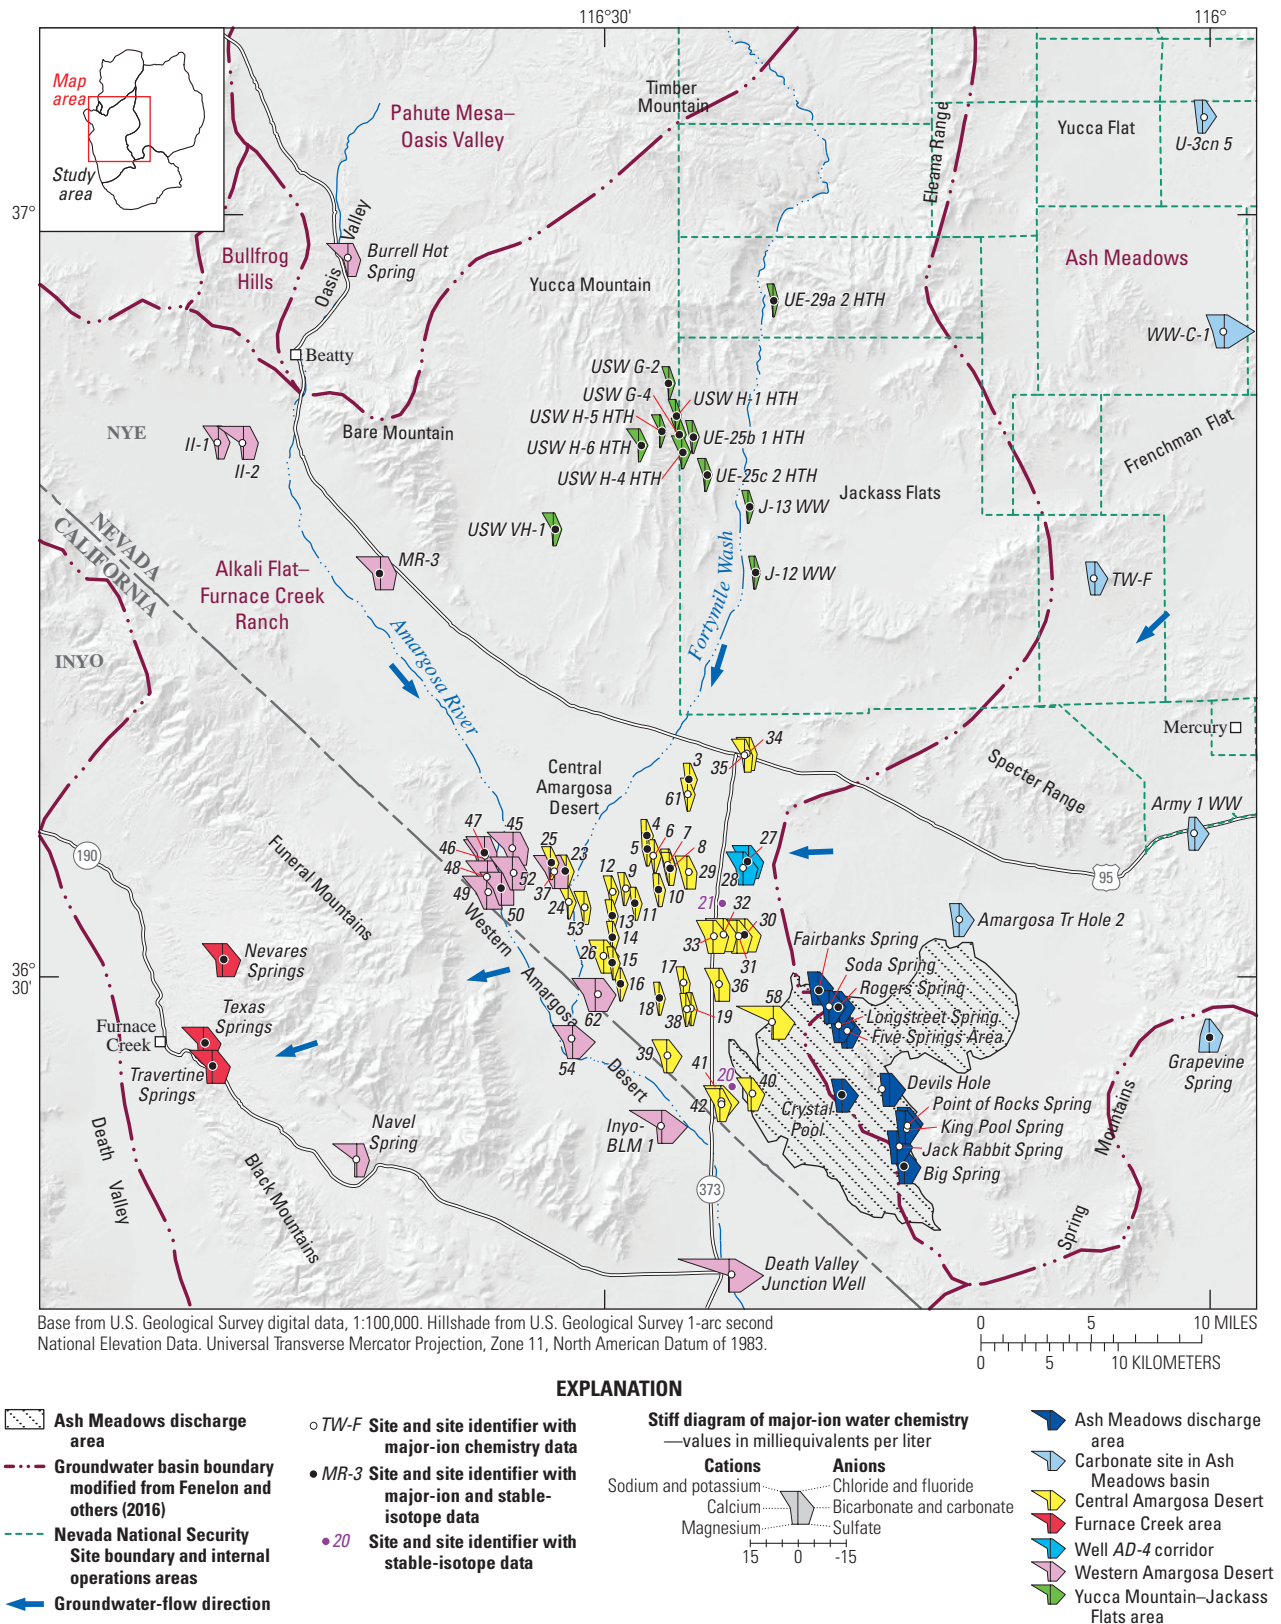 116°30'
116°
Map
area
Study
area
Timber
Mountain
Pahute Mesa–
Oasis Valley
Eleana Range
Yucca Flat
U-3cn 5
37°
Bullfrog
Hills
Oasis
Valley
Burrell Hot
Spring
Yucca Mountain
Ash Meadows
UE-29a 2 HTH
WW-C-1
Beatty
USW G-2
USW G-4
USW H-1 HTH
USW H-5 HTH
UE-25b 1 HTH
USW H-6 HTH
USW H-4 HTH
UE-25c 2 HTH
Bare Mountain
NYE
II-1
II-2
Frenchman Flat
Jackass Flats
J-13 WW
USW VH-1
NEVADA
CALIFORNIA
MR-3
J-12 WW
TW-F
Alkali Flat–
Furnace Creek
Ranch
Amargosa River
Fortymile Wash
INYO
Mercury
34
35
3
61
Central
Amargosa
Desert
Specter Range
Army 1 WW
190
95
47
45
46
48
49
52
50
25
23
37
24
53
4
5
6
7
8
12
9
10
11
13
14
26
15
16
29
27
28
21
32
30
33
31
Funeral Mountains
Western
Amargosa
Desert
Amargosa Tr Hole 2
Fairbanks Spring
Soda Spring
Rogers Spring
Longstreet Spring
Five Springs Area
36°
30'
Nevares
Springs
Texas
Springs
Furnace
Creek
Travertine
Springs
62
54
17
18
38
19
36
58
39
41
20
40
42
Crystal
Pool
Devils Hole
Point of Rocks Spring
King Pool Spring
Jack Rabbit Spring
Big Spring
Grapevine
Spring
Spring
Mountains
Death
Valley
Navel
Spring
Black Mountains
Inyo-
BLM 1
373
Death Valley
Junction Well
Base from U.S. Geological Survey digital data, 1:100,000. Hillshade from U.S. Geological Survey 1-arc second
National Elevation Data. Universal Transverse Mercator Projection, Zone 11, North American Datum of 1983.
0 5 10 MILES
0 5 10 KILOMETERS
EXPLANATION
Ash Meadows discharge
area
Groundwater basin boundary
modified from Fenelon and
others (2016)
Nevada National Security
Site boundary and internal
operations areas
Groundwater-flow direction
TW-F Site and site identifier with
major-ion chemistry data
MR-3 Site and site identifier with
major-ion and stable-
isotope data
20 Site and site identifier with
stable-isotope data
Stiff diagram of major-ion water chemistry
—values in milliequivalents per liter
Cations Anions
Sodium and potassium Chloride and fluoride
Calcium Bicarbonate and carbonate
Magnesium Sulfate
15 0 -15
Ash Meadows discharge
area
Carbonate site in Ash
Meadows basin
Central Amargosa Desert
Furnace Creek area
Well AD-4 corridor
Western Amargosa Desert
Yucca Mountain–Jackass
Flats area